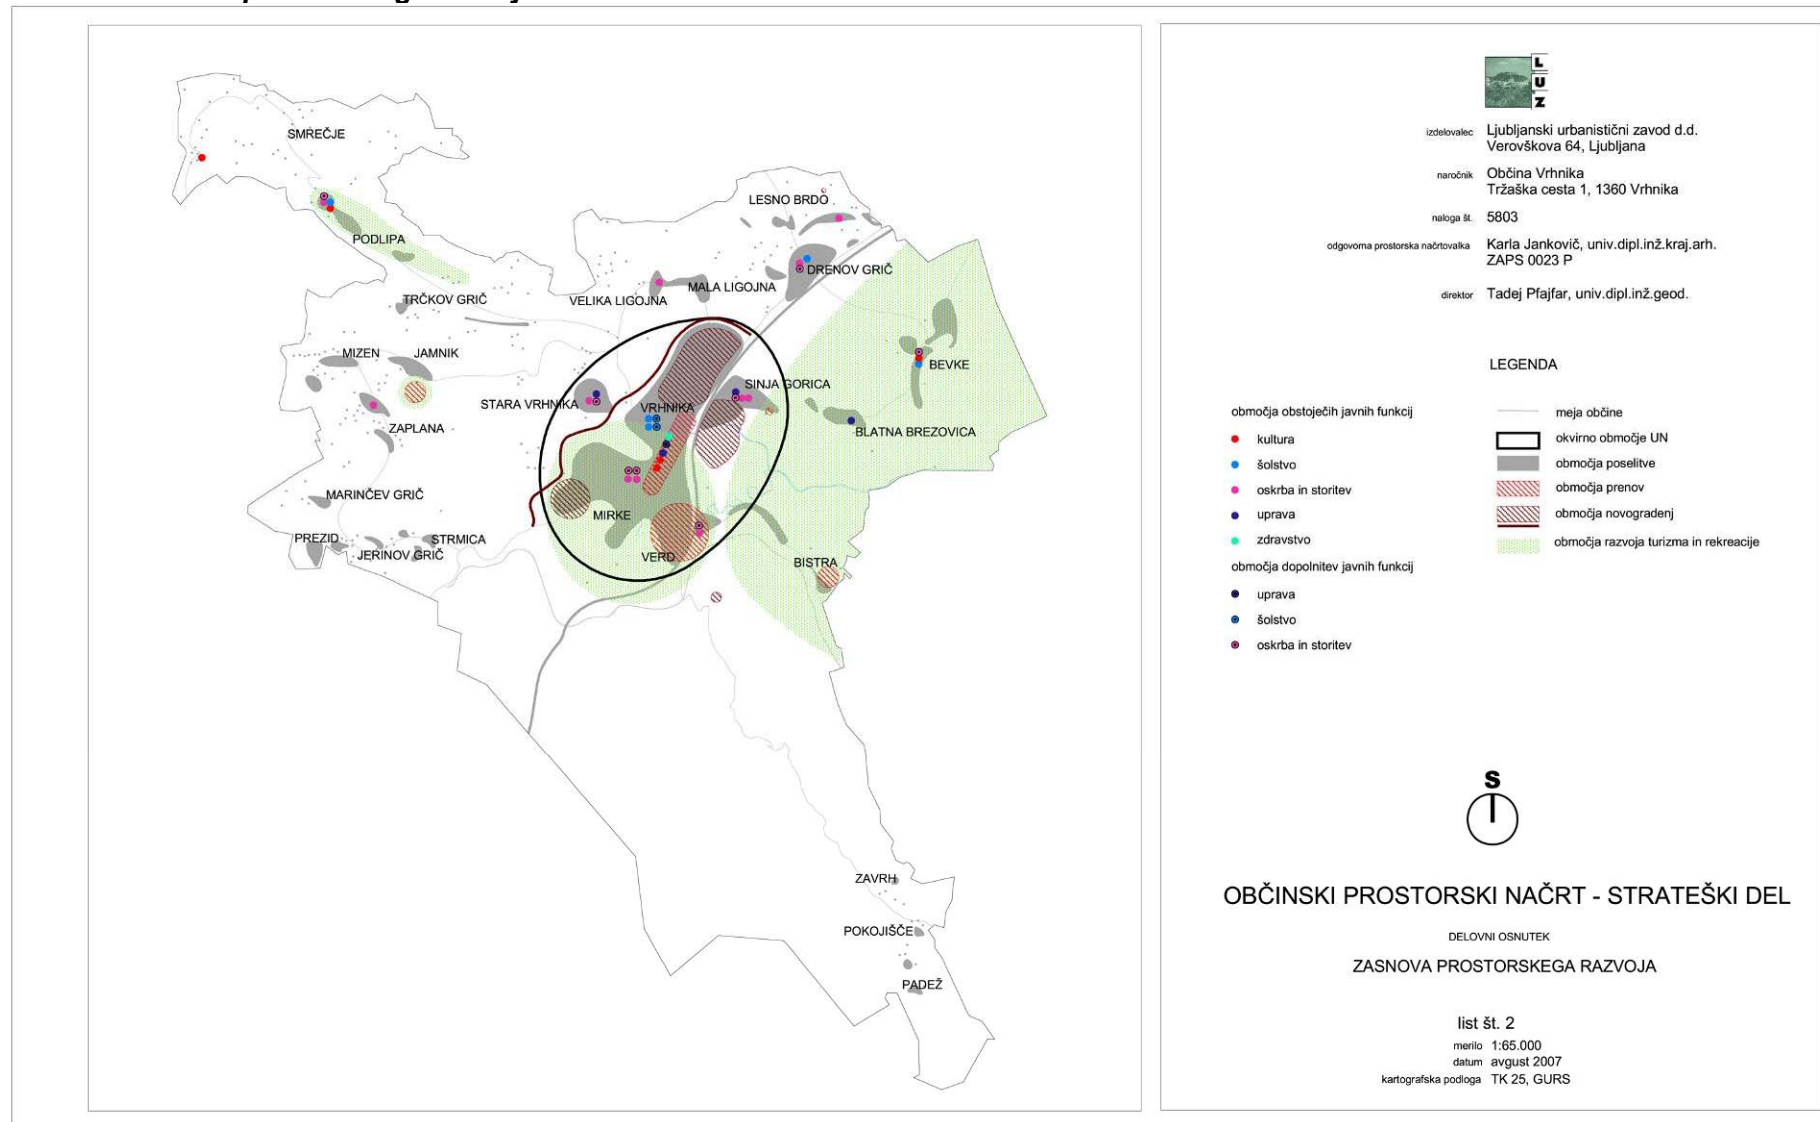 SMREČJE
PODLIPA
TRČKOV GRIČ
MIZEN
JAMNIK
ZAPLANA
MARINČEV GRIČ
PREZID
JERINOV GRIČ
STRMICA
LESNO BRDO
DRENOV GRIČ
MALA LIGOJNA
VELIKA LIGOJNA
STARA VRHNIKA
VRHNIKA
SINJA GORICA
BEVKE
BLATNA BREZOVICA
MIRKE
VERD
BISTRA
ZAVRH
POKOJIŠČE
PADEŽ
L
U
Z
izdelovalec Ljubljanski urbanistični zavod d.d.
Verovškova 64, Ljubljana
naročnik Občina Vrhnika
Tržaška cesta 1, 1360 Vrhnika
naloga št. 5803
odgovorna prostorska načrtovalka Karla Jankovič, univ.dipl.inž.kraj.arh.
ZAPS 0023 P
direktor Tadej Pfajfar, univ.dipl.inž.geod.
LEGENDA
območja obstoječih javnih funkcij
kultura
šolstvo
oskrba in storitev
uprava
zdravstvo
območja dopolnitev javnih funkcij
uprava
šolstvo
oskrba in storitev
meja občine
okvirno območje UN
območja poselitve
območja prenov
območja novogradenj
območja razvoja turizma in rekreacije
S
OBČINSKI PROSTORSKI NAČRT - STRATEŠKI DEL
DELOVNI OSNUTEK
ZASNOVA PROSTORSKEGA RAZVOJA
list št. 2
merilo 1:65.000
datum avgust 2007
kartografska podloga TK 25, GURS